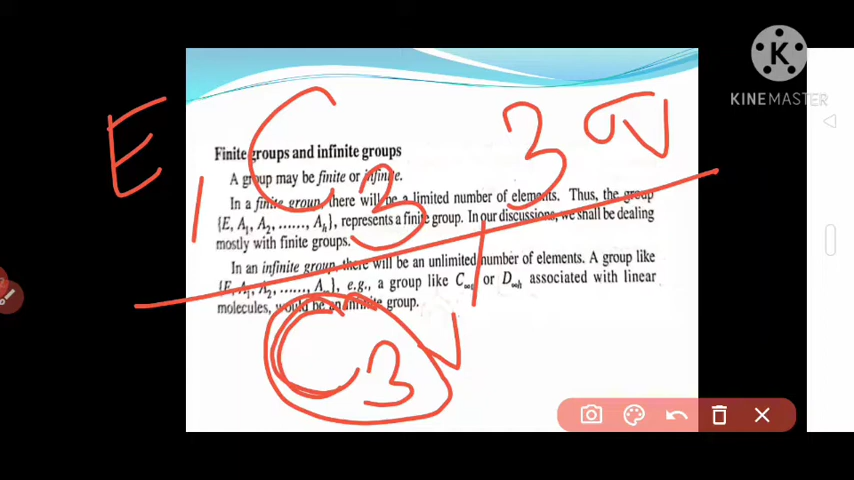 KINEMASTER
E, C3 3σv
Finite groups and infinite groups
A group may be finite or infinite.
In a finite group, there will be a limited number of elements. Thus, the group
{E, A₁, A₂, ......, Aₕ}, represents a finite group. In our discussions, we shall be dealing
mostly with finite groups.
In an infinite group, there will be an unlimited number of elements. A group like
{E, A₁, A₂, ......, A∞}, e.g., a group like C∞ᵥ or D∞ₕ associated with linear
molecules, would be an infinite group.
C3v